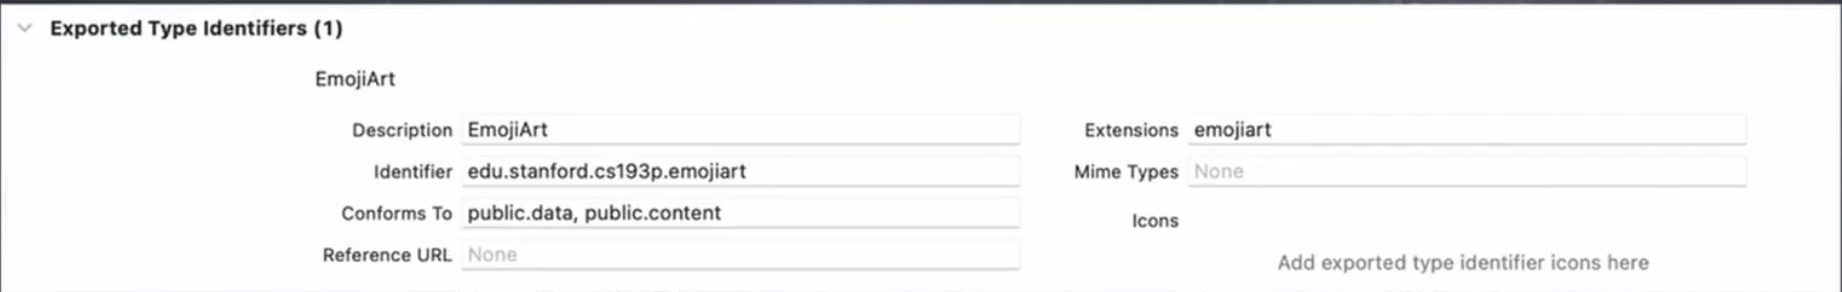 Exported Type Identifiers (1)
EmojiArt
Description EmojiArt
Extensions emojiart
Identifier edu.stanford.cs193p.emojiart
Mime Types None
Conforms To public.data, public.content
Icons
Reference URL None
Add exported type identifier icons here